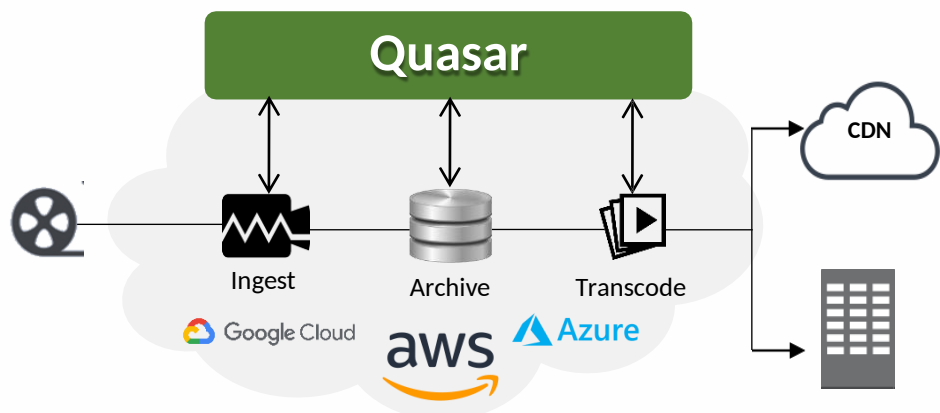 Quasar
CDN
Ingest
Archive
Transcode
Google Cloud
aws
Azure